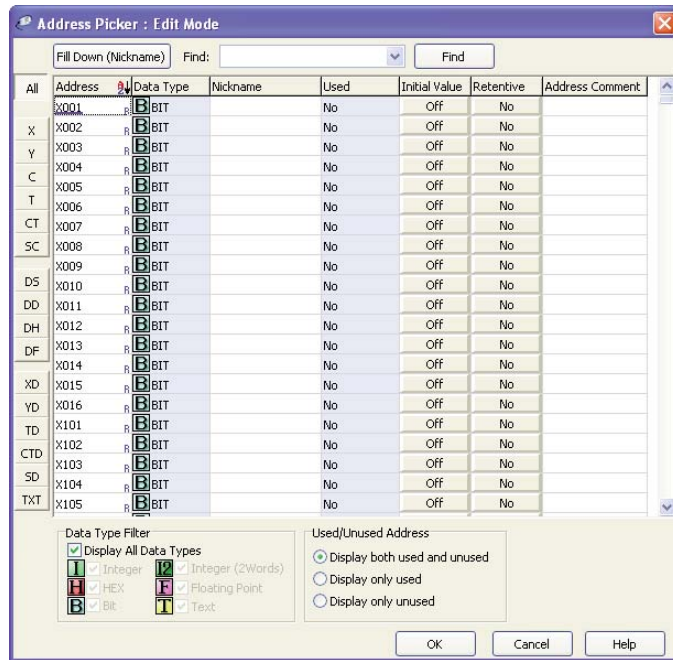 Address Picker : Edit Mode
Fill Down (Nickname) Find: Find
All Address Data Type Nickname Used Initial Value Retentive Address Comment
X001 R B BIT No Off No
X X002 R B BIT No Off No
Y X003 R B BIT No Off No
C X004 R B BIT No Off No
X005 R B BIT No Off No
T X006 R B BIT No Off No
CT X007 R B BIT No Off No
SC X008 R B BIT No Off No
X009 R B BIT No Off No
DS X010 R B BIT No Off No
DD X011 R B BIT No Off No
DH X012 R B BIT No Off No
DF X013 R B BIT No Off No
X014 R B BIT No Off No
XD X015 R B BIT No Off No
YD X016 R B BIT No Off No
TD X101 R B BIT No Off No
CTD X102 R B BIT No Off No
X103 R B BIT No Off No
SD X104 R B BIT No Off No
TXT X105 R B BIT No Off No
Data Type Filter
Display All Data Types
I Integer I2 Integer (2Words)
H HEX F Floating Point
B Bit T Text
Used/Unused Address
Display both used and unused
Display only used
Display only unused
OK Cancel Help